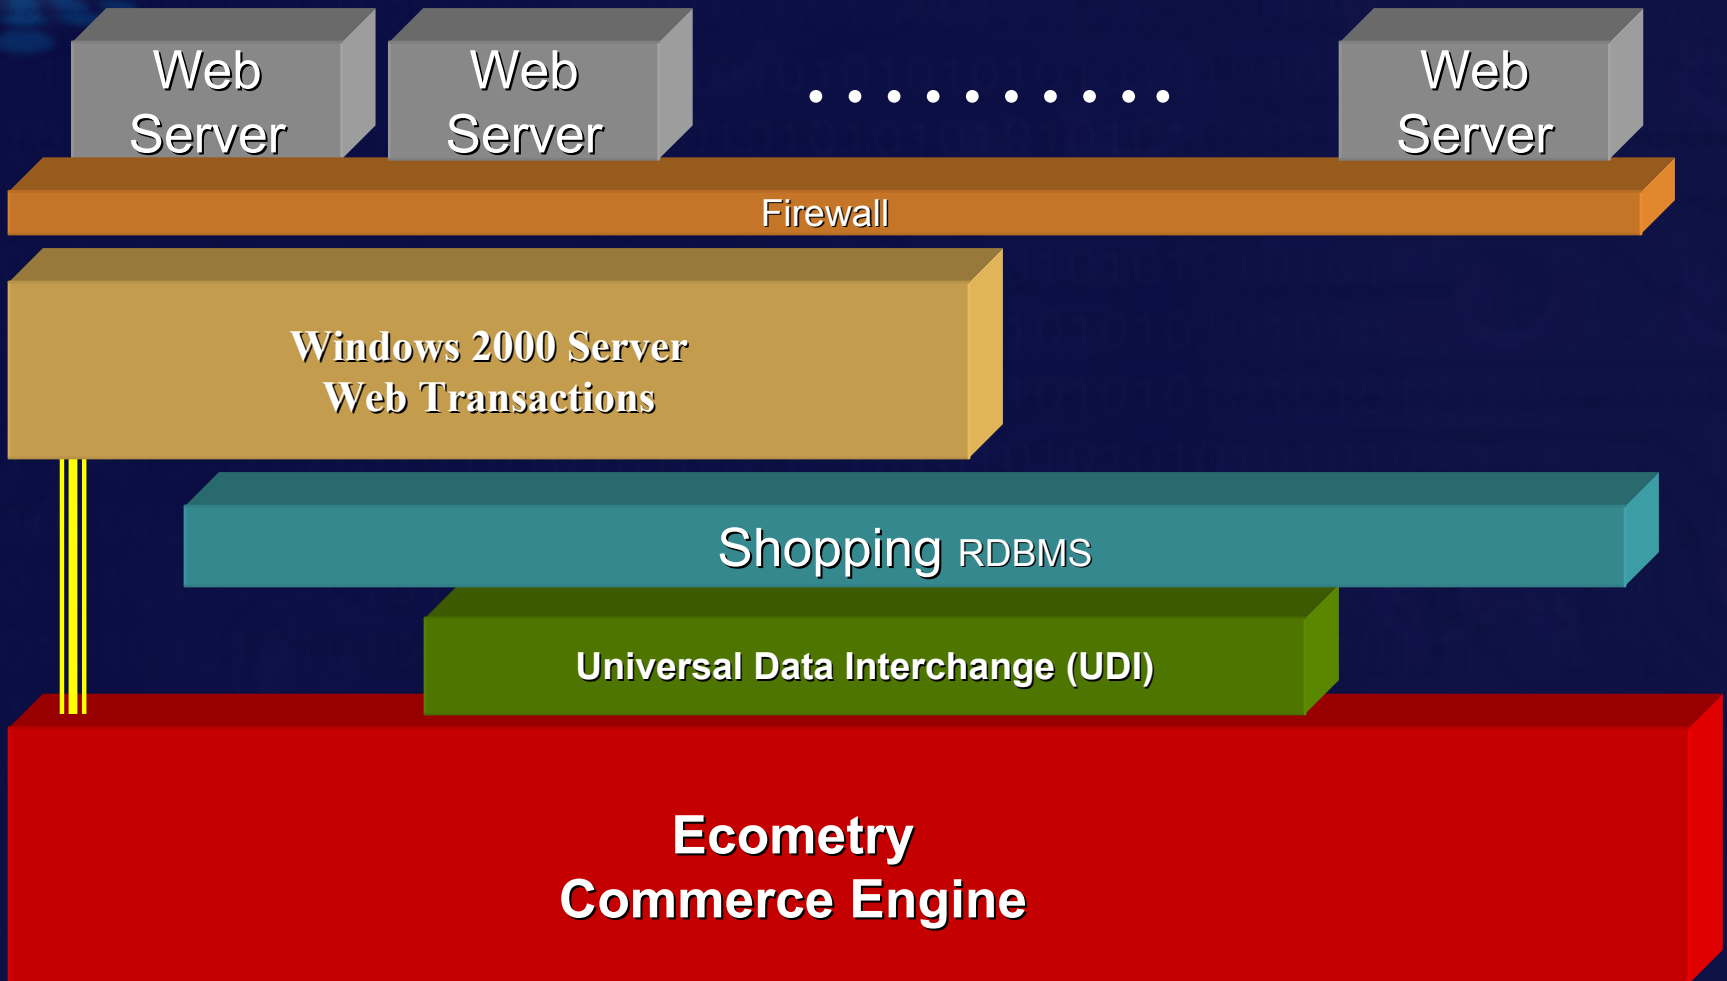 Web
Server
Web
Server
..........
Web
Server
Firewall
Windows 2000 Server
Web Transactions
Shopping RDBMS
Universal Data Interchange (UDI)
Ecometry
Commerce Engine